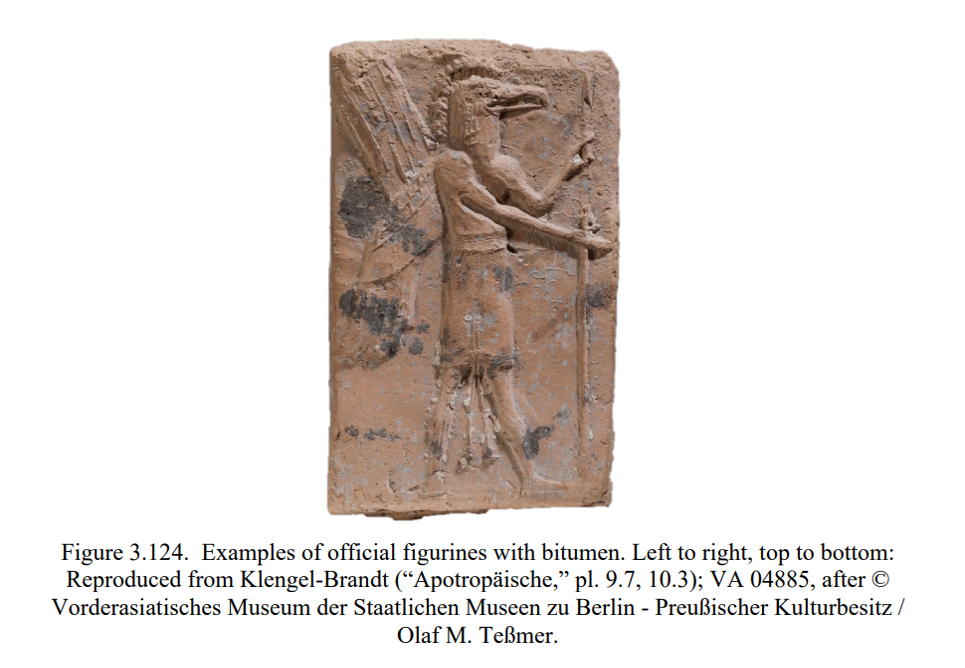 Figure 3.124. Examples of official figurines with bitumen. Left to right, top to bottom:
Reproduced from Klengel-Brandt (“Apotropäische,” pl. 9.7, 10.3); VA 04885, after ©
Vorderasiatisches Museum der Staatlichen Museen zu Berlin - Preußischer Kulturbesitz /
Olaf M. Teßmer.